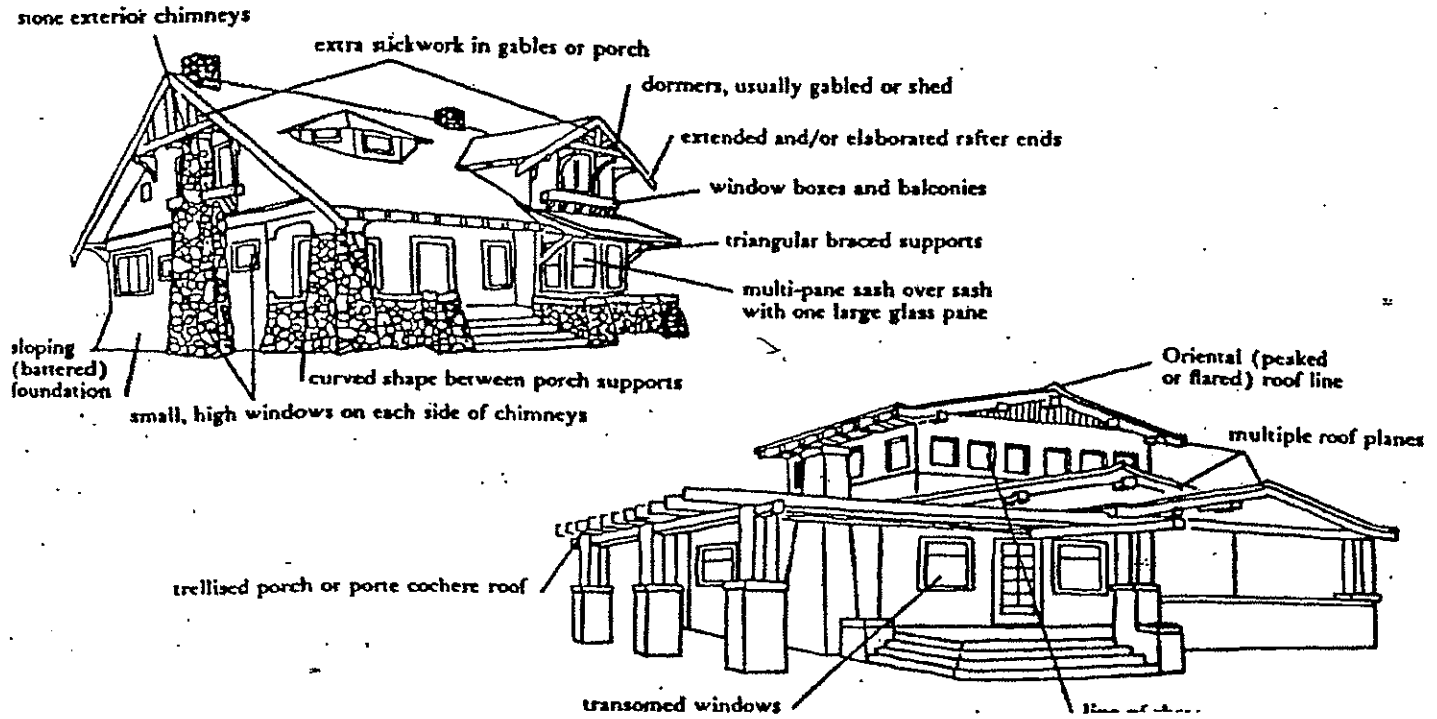 stone exterior chimneys
extra stickwork in gables or porch
dormers, usually gabled or shed
extended and/or elaborated rafter ends
window boxes and balconies
triangular braced supports
multi-pane sash over sash
with one large glass pane
sloping
(battered)
foundation
curved shape between porch supports
small, high windows on each side of chimneys
Oriental (peaked
or flared) roof line
multiple roof planes
trellised porch or porte cochere roof
transomed windows
line of